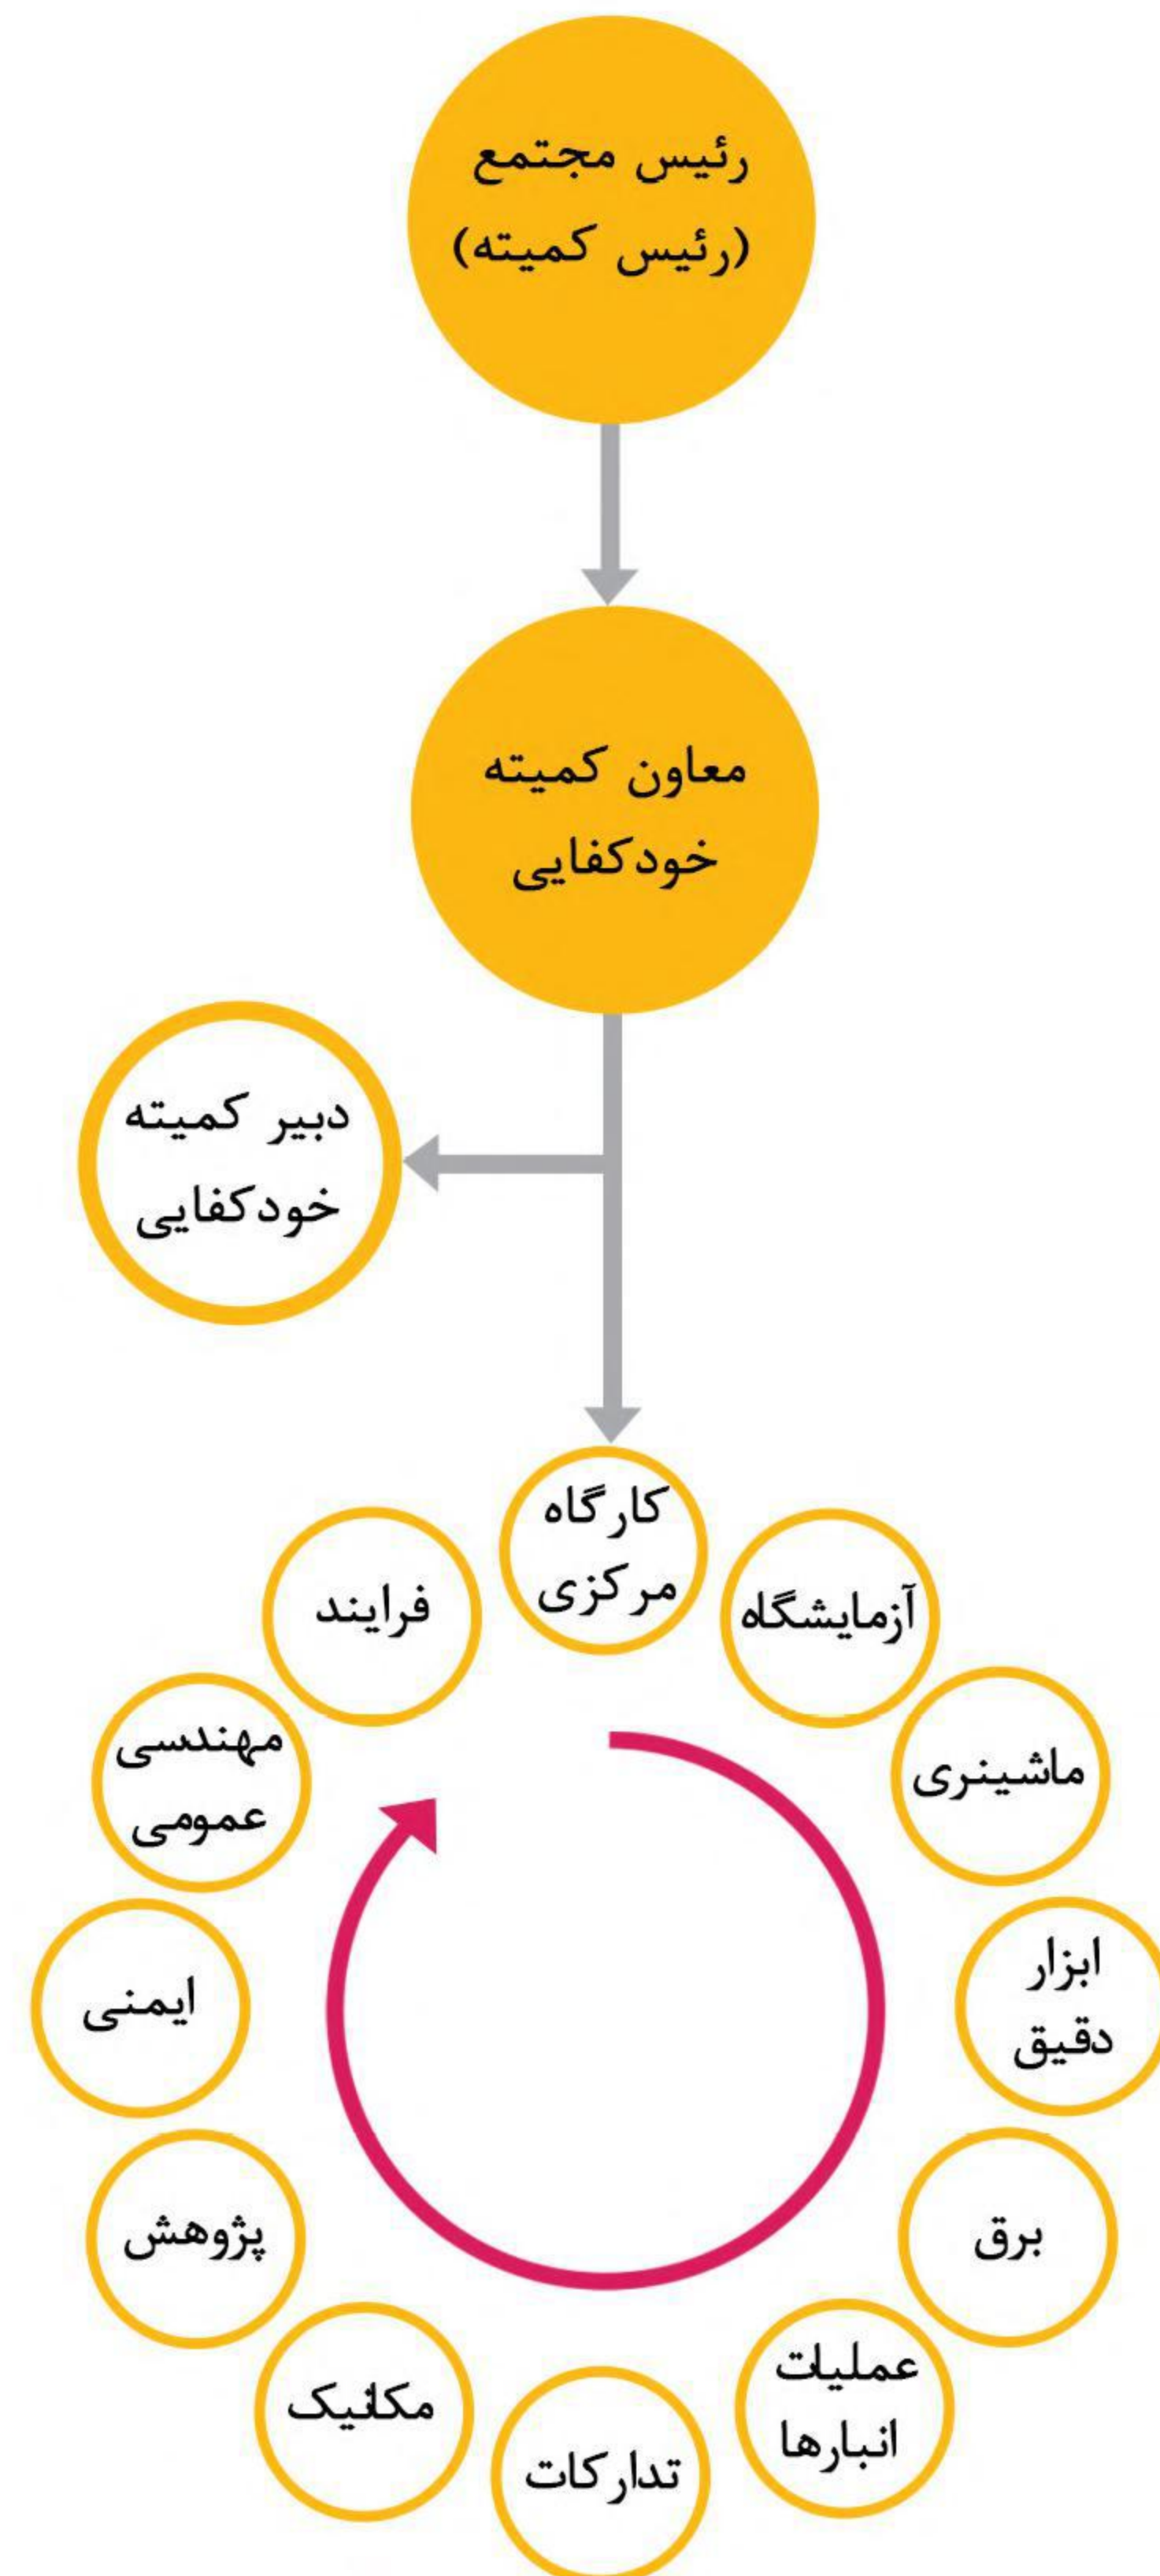 رئیس مجتمع
(رئیس کمیته)
معاون کمیته
خودکفایی
دبیر کمیته
خودکفایی
کارگاه
مرکزی
آزمایشگاه
ماشینری
ابزار
دقیق
برق
عملیات
انبارها
تدارکات
مکانیک
پژوهش
ایمنی
مهندسی
عمومی
فرایند